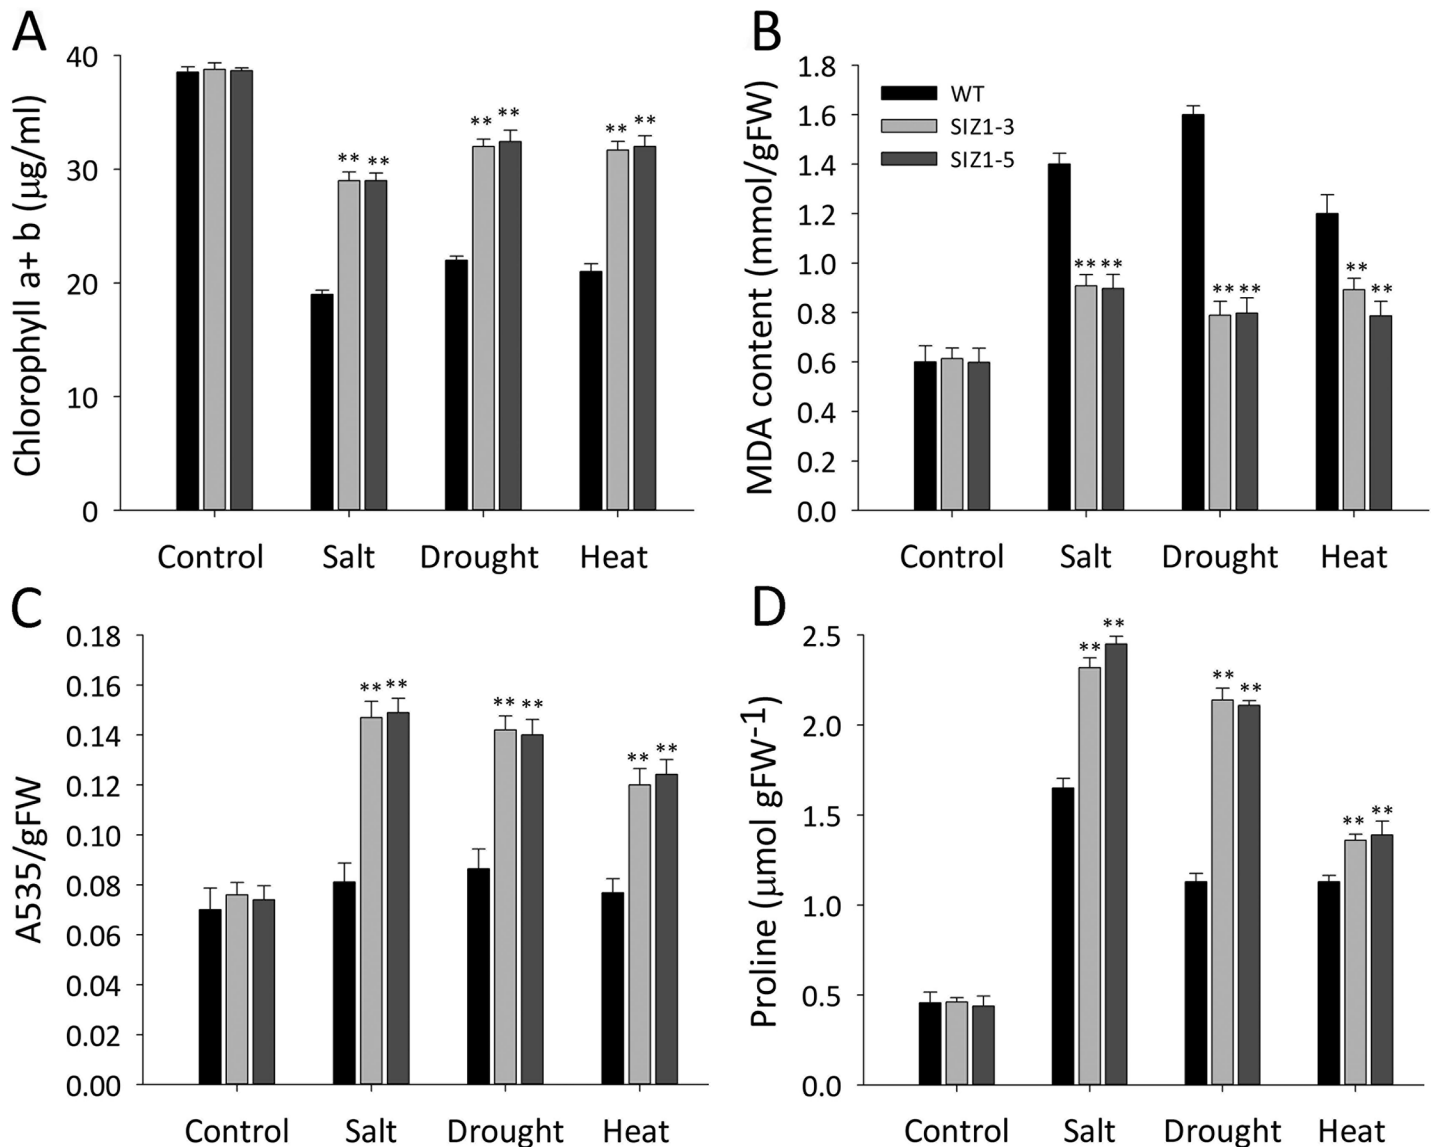 A
Chlorophyll a+ b (µg/ml)
40
30
20
10
0
** ** ** ** ** **
Control Salt Drought Heat
B
MDA content (mmol/gFW)
1.8
1.6
1.4
1.2
1.0
0.8
0.6
0.4
0.2
0.0
WT
SIZ1-3
SIZ1-5
** ** ** ** ** **
Control Salt Drought Heat
C
A535/gFW
0.18
0.16
0.14
0.12
0.10
0.08
0.06
0.04
0.02
0.00
** ** ** ** ** **
Control Salt Drought Heat
D
Proline (µmol gFW-1)
2.5
2.0
1.5
1.0
0.5
0.0
** ** ** ** ** **
Control Salt Drought Heat